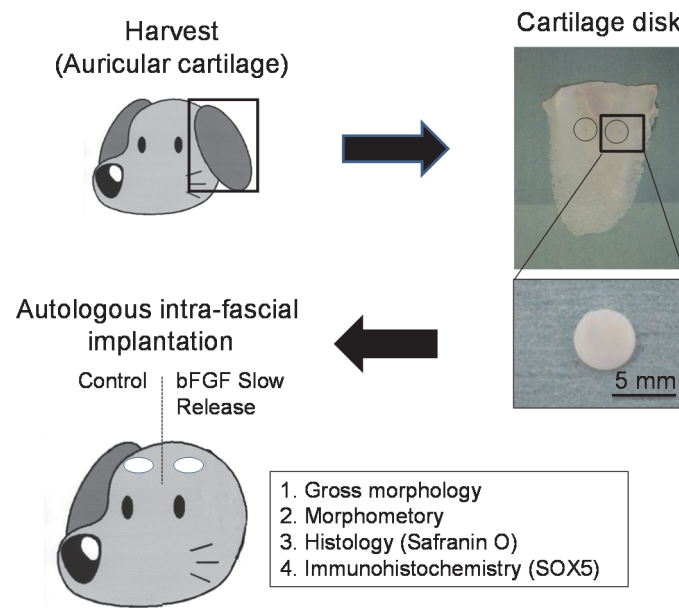 Harvest
(Auricular cartilage)
Cartilage disk
5 mm
Autologous intra-fascial
implantation
Control
bFGF Slow
Release
1. Gross morphology
2. Morphometory
3. Histology (Safranin O)
4. Immunohistochemistry (SOX5)